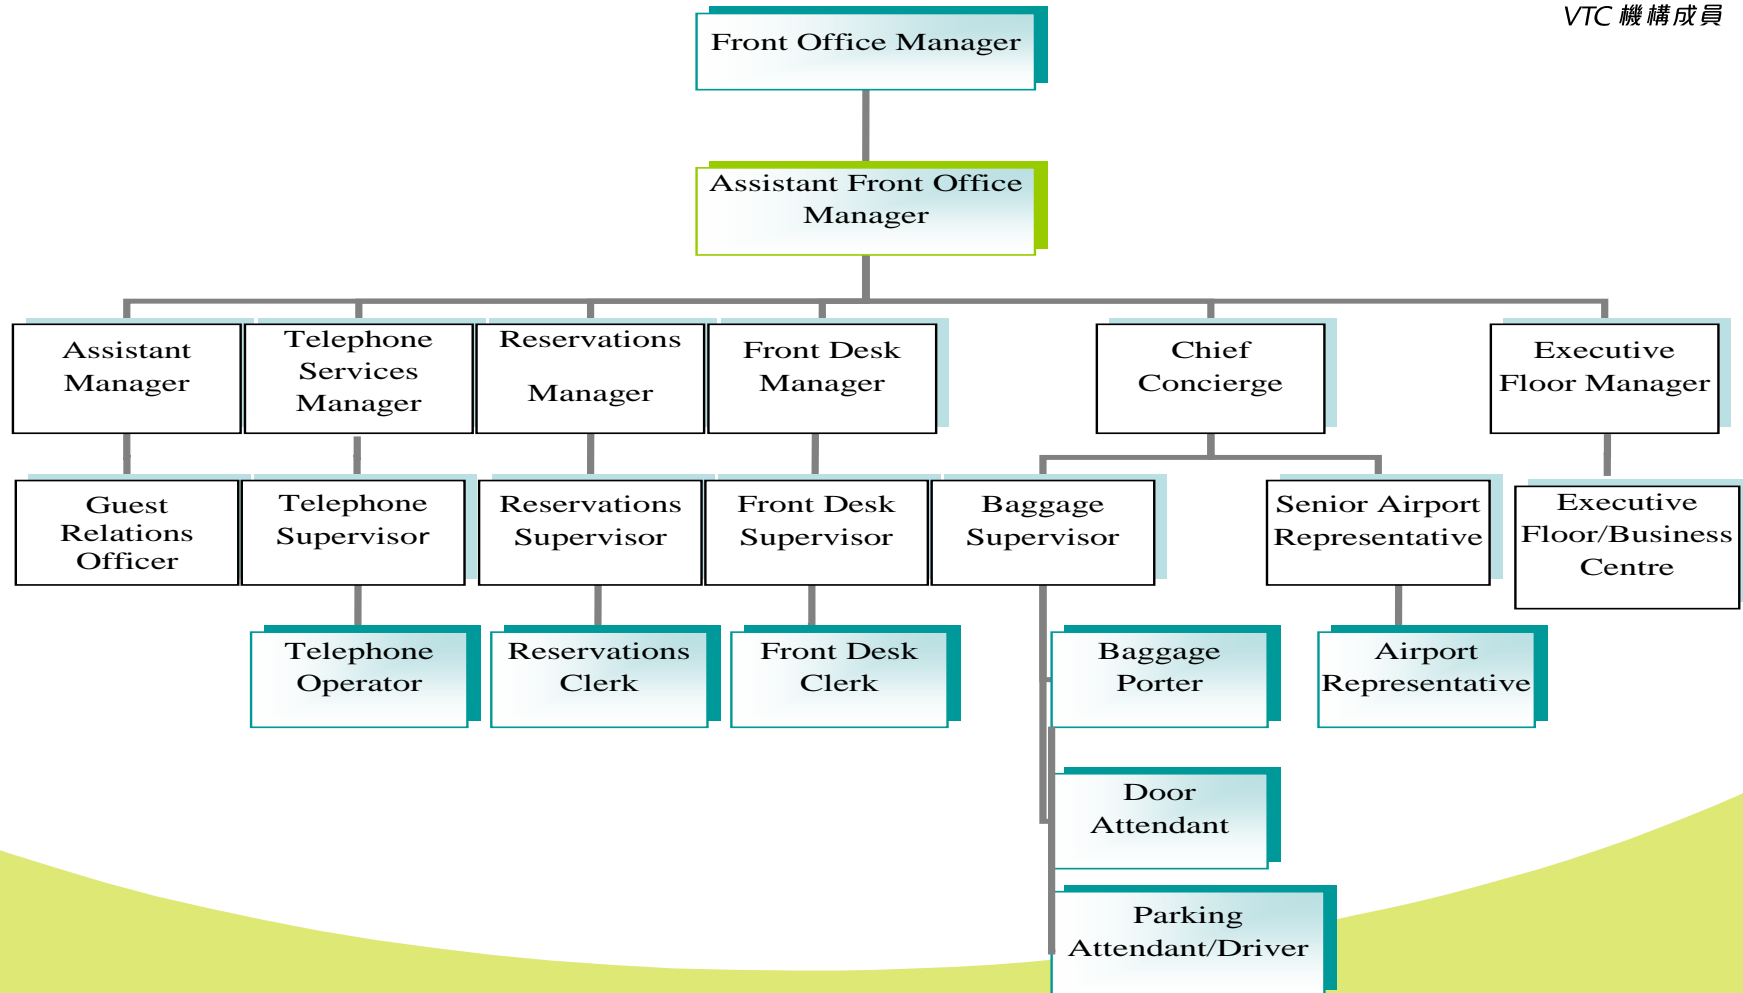 VTC 機構成員
Front Office Manager
Assistant Front Office
Manager
Assistant
Manager
Telephone
Services
Manager
Reservations
Manager
Front Desk
Manager
Chief
Concierge
Executive
Floor Manager
Guest
Relations
Officer
Telephone
Supervisor
Reservations
Supervisor
Front Desk
Supervisor
Baggage
Supervisor
Senior Airport
Representative
Executive
Floor/Business
Centre
Telephone
Operator
Reservations
Clerk
Front Desk
Clerk
Baggage
Porter
Airport
Representative
Door
Attendant
Parking
Attendant/Driver